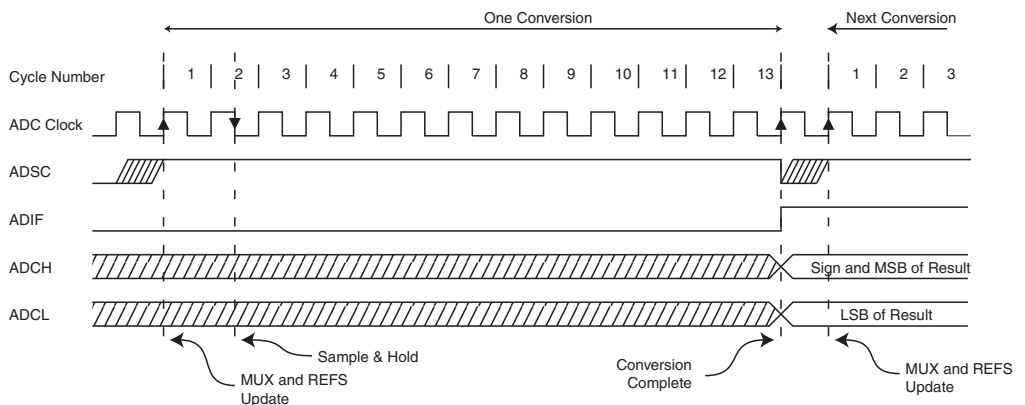 One Conversion
Next Conversion
Cycle Number 1 2 3 4 5 6 7 8 9 10 11 12 13 1 2 3
ADC Clock
ADSC
ADIF
ADCH
Sign and MSB of Result
ADCL
LSB of Result
Sample & Hold
MUX and REFS
Update
Conversion
Complete
MUX and REFS
Update